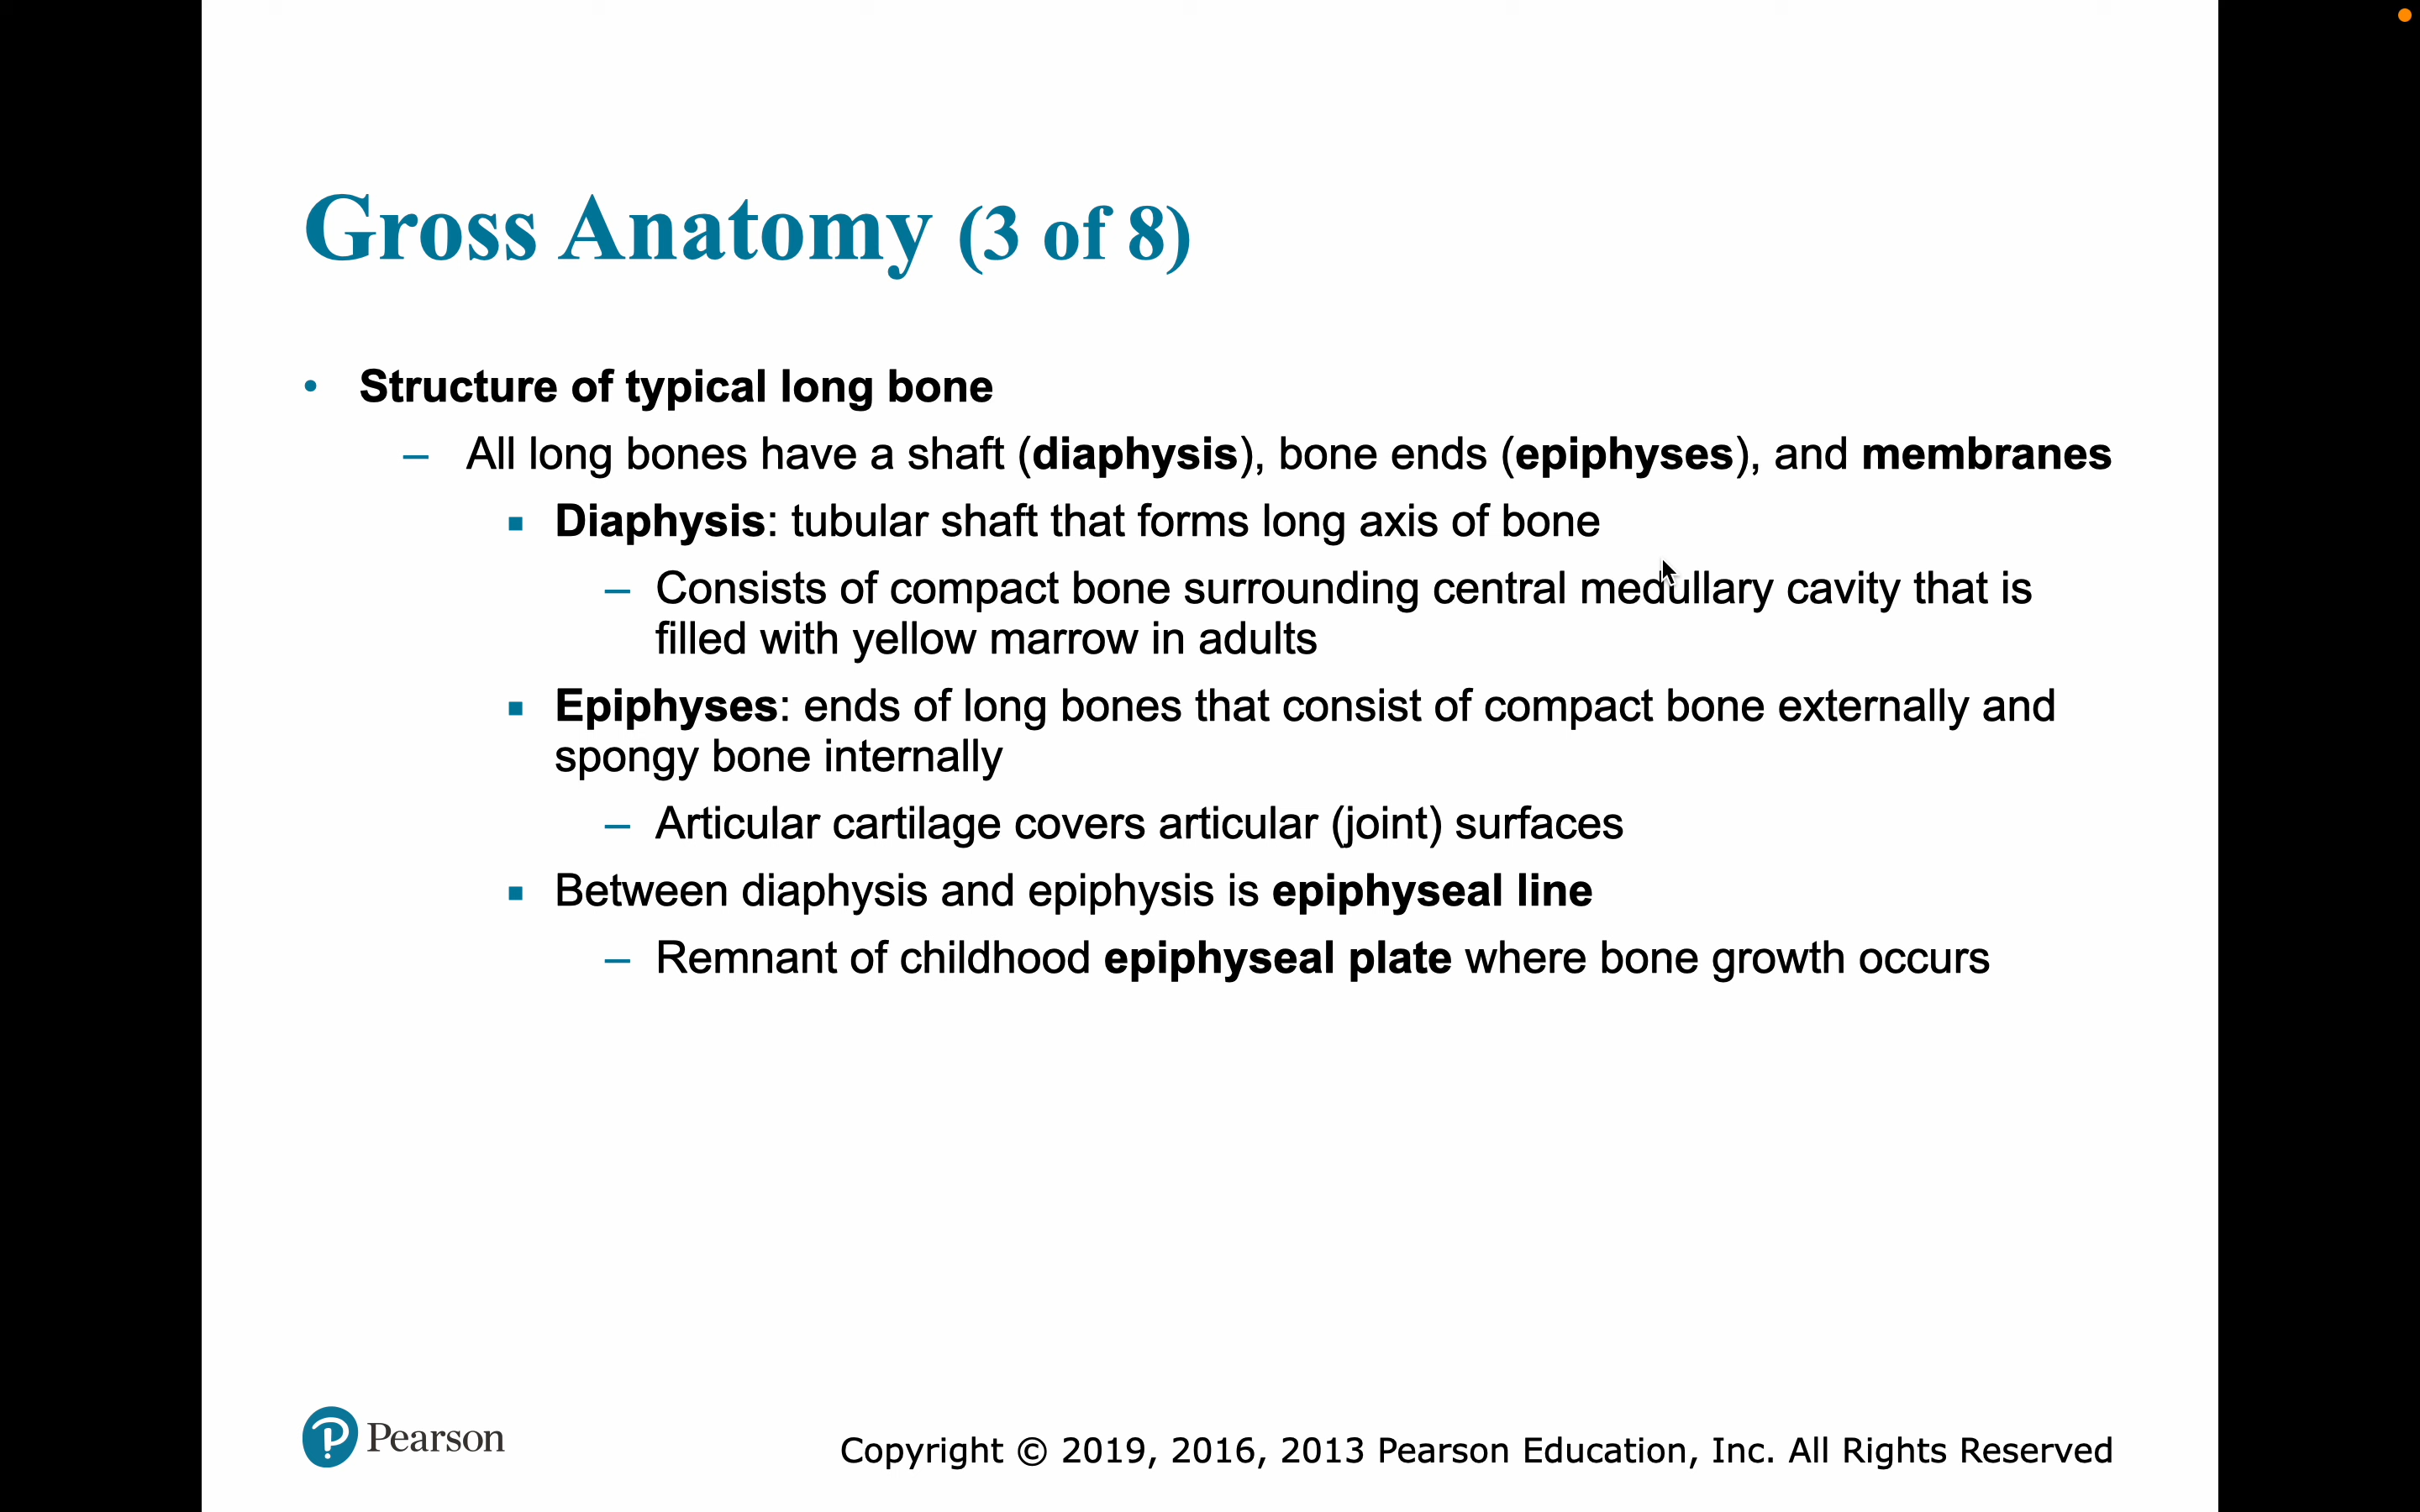 Gross Anatomy (3 of 8)
• Structure of typical long bone
– All long bones have a shaft (diaphysis), bone ends (epiphyses), and membranes
▪ Diaphysis: tubular shaft that forms long axis of bone
– Consists of compact bone surrounding central medullary cavity that is
filled with yellow marrow in adults
▪ Epiphyses: ends of long bones that consist of compact bone externally and
spongy bone internally
– Articular cartilage covers articular (joint) surfaces
▪ Between diaphysis and epiphysis is epiphyseal line
– Remnant of childhood epiphyseal plate where bone growth occurs
Pearson
Copyright © 2019, 2016, 2013 Pearson Education, Inc. All Rights Reserved